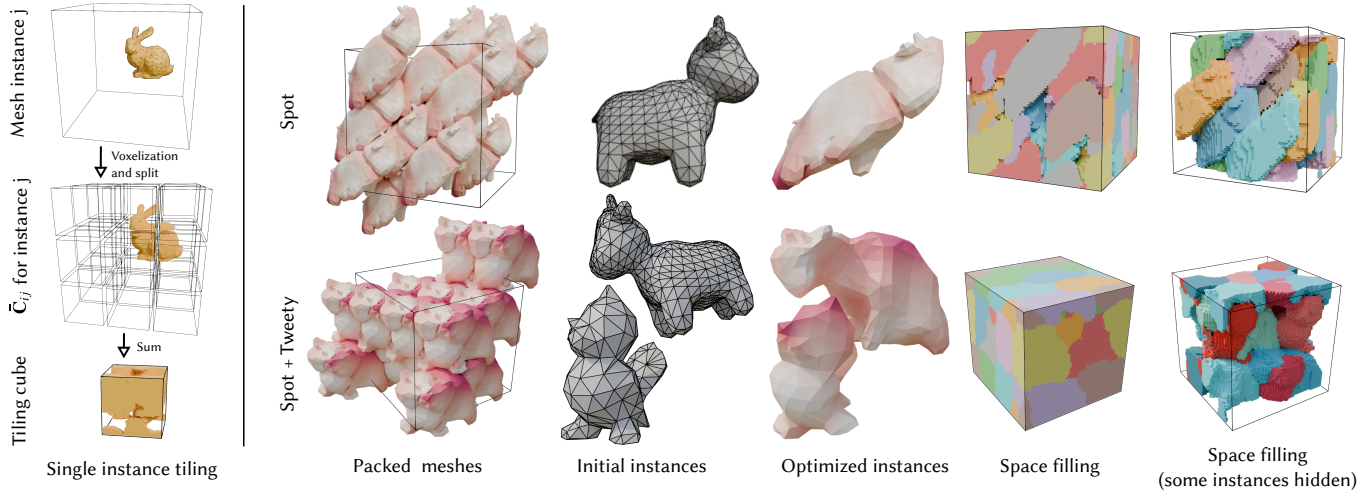 Mesh instance j
Voxelization
and split
C̄ij for instance j
Sum
Tiling cube
Single instance tiling
Spot
Spot + Tweety
Packed meshes
Initial instances
Optimized instances
Space filling
Space filling
(some instances hidden)